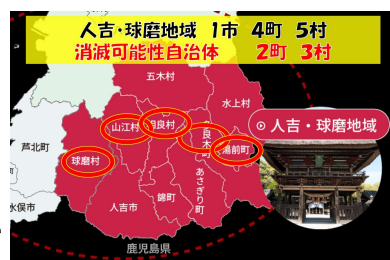 人吉・球磨地域 1市 4町 5村
消滅可能性自治体 2町 3村
五木村
水上村
山江村
相良村
多良木町
湯前町
人吉・球磨地域
芦北町
球磨村
あさぎり町
錦町
人吉市
水俣市
鹿児島県